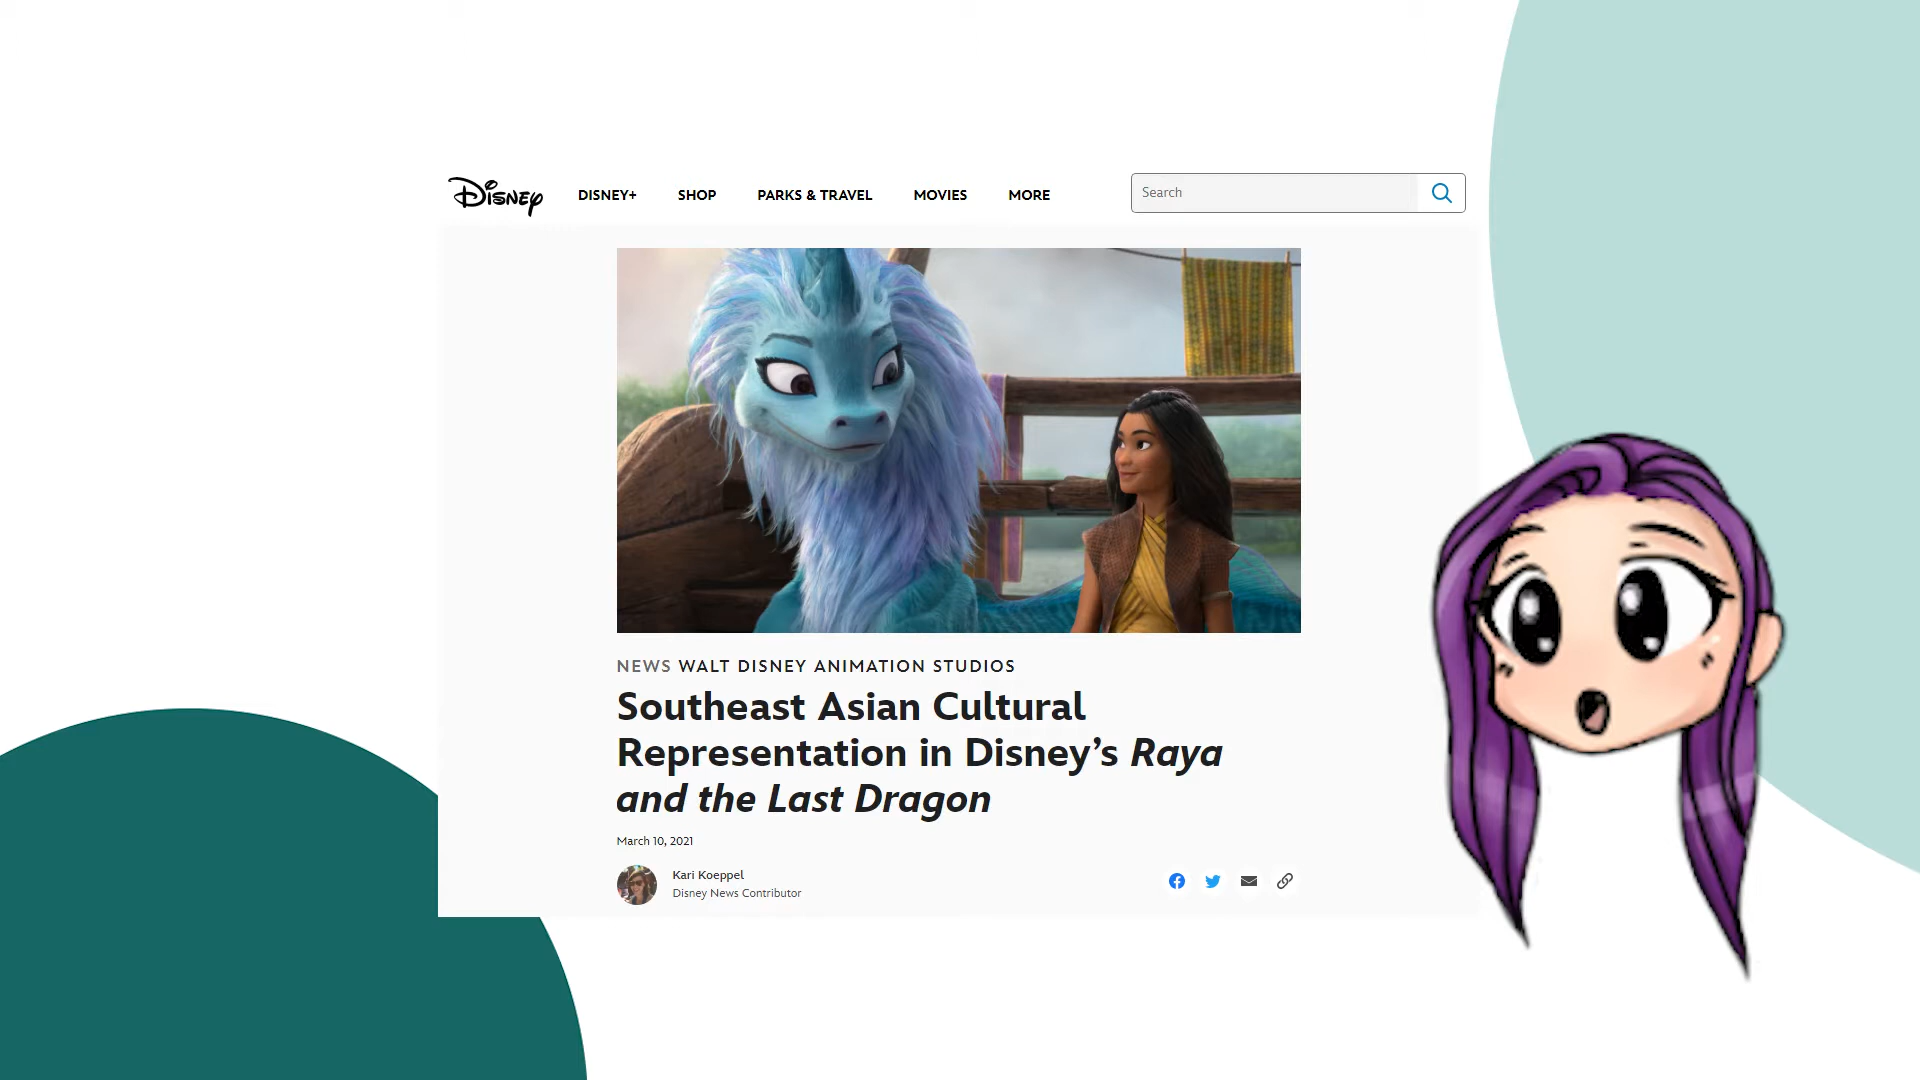 Disney DISNEY+ SHOP PARKS & TRAVEL MOVIES MORE Search
NEWS WALT DISNEY ANIMATION STUDIOS
Southeast Asian Cultural
Representation in Disney’s Raya
and the Last Dragon
March 10, 2021
Kari Koeppel
Disney News Contributor